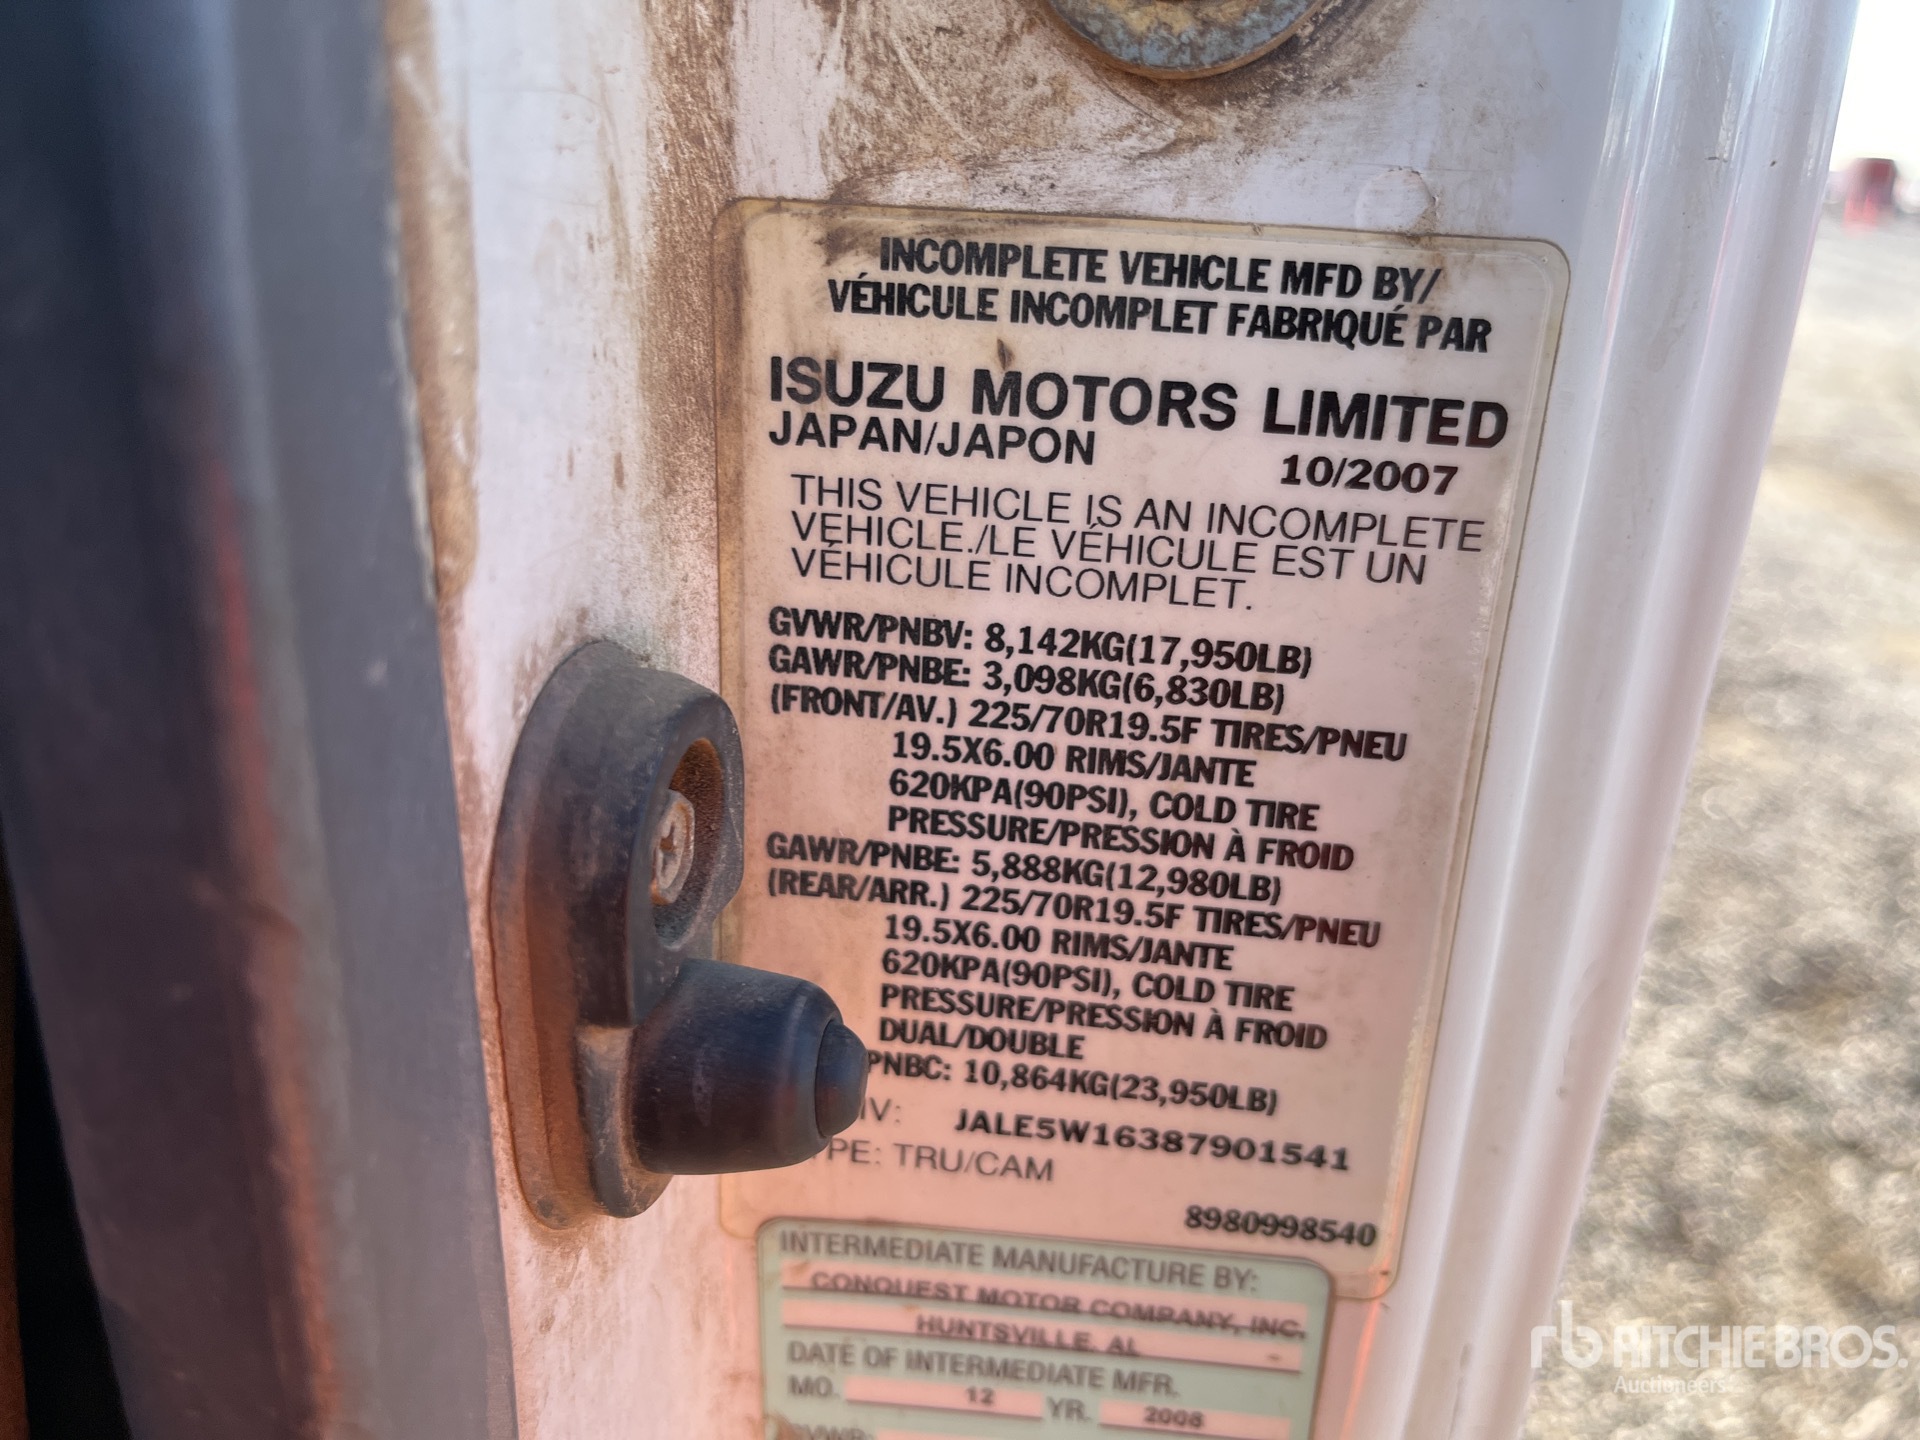 INCOMPLETE VEHICLE MFD BY/
VÉHICULE INCOMPLET FABRIQUÉ PAR
ISUZU MOTORS LIMITED
JAPAN/JAPON
10/2007
THIS VEHICLE IS AN INCOMPLETE
VEHICLE./LE VÉHICULE EST UN
VÉHICULE INCOMPLET.
GVWR/PNBV: 8,142KG(17,950LB)
GAWR/PNBE: 3,098KG(6,830LB)
(FRONT/AV.) 225/70R19.5F TIRES/PNEU
19.5X6.00 RIMS/JANTE
620KPA(90PSI), COLD TIRE
PRESSURE/PRESSION À FROID
GAWR/PNBE: 5,888KG(12,980LB)
(REAR/ARR.) 225/70R19.5F TIRES/PNEU
19.5X6.00 RIMS/JANTE
620KPA(90PSI), COLD TIRE
PRESSURE/PRESSION À FROID
DUAL/DOUBLE
PNBC: 10,864KG(23,950LB)
IV: JALE5W16387901541
PE: TRU/CAM
8980998540
INTERMEDIATE MANUFACTURE BY:
CONQUEST MOTOR COMPANY, INC.
HUNTSVILLE, AL
DATE OF INTERMEDIATE MFR.
MO. 12 YR. 2008
GVWR:
rb RITCHIE BROS.
Auctioneers